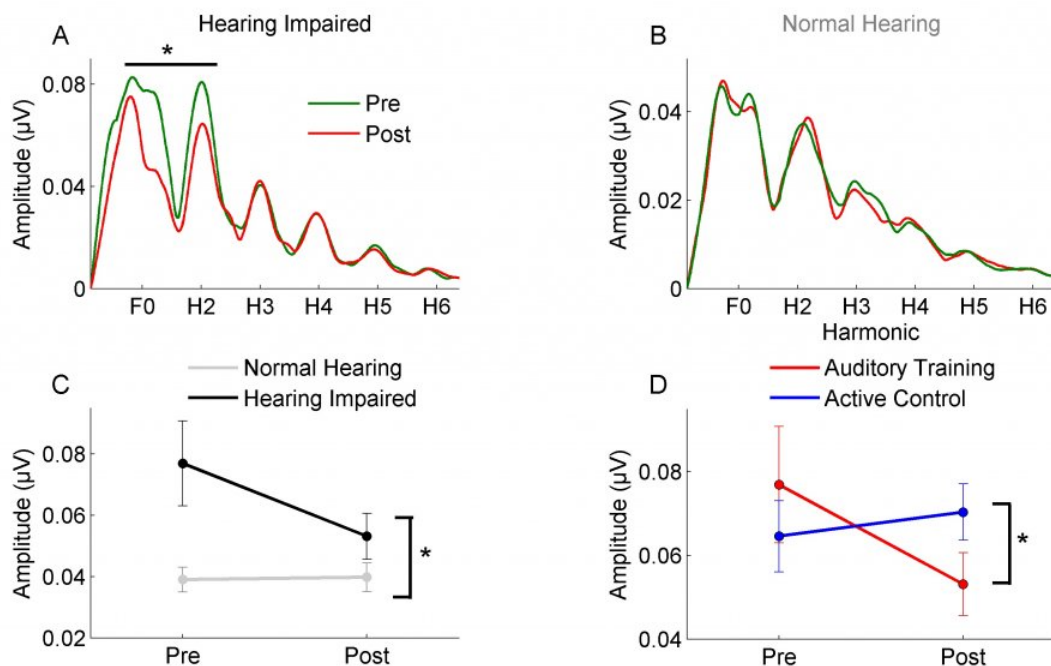 A
Hearing Impaired
*
Amplitude (µV)
0.08
0.04
0
Pre
Post
F0 H2 H3 H4 H5 H6
B
Normal Hearing
Amplitude (µV)
0.04
0.02
0
F0 H2 H3 H4 H5 H6
Harmonic
C
Normal Hearing
Hearing Impaired
Amplitude (µV)
0.08
0.06
0.04
0.02
*
Pre Post
D
Auditory Training
Active Control
Amplitude (µV)
0.08
0.06
0.04
*
Pre Post